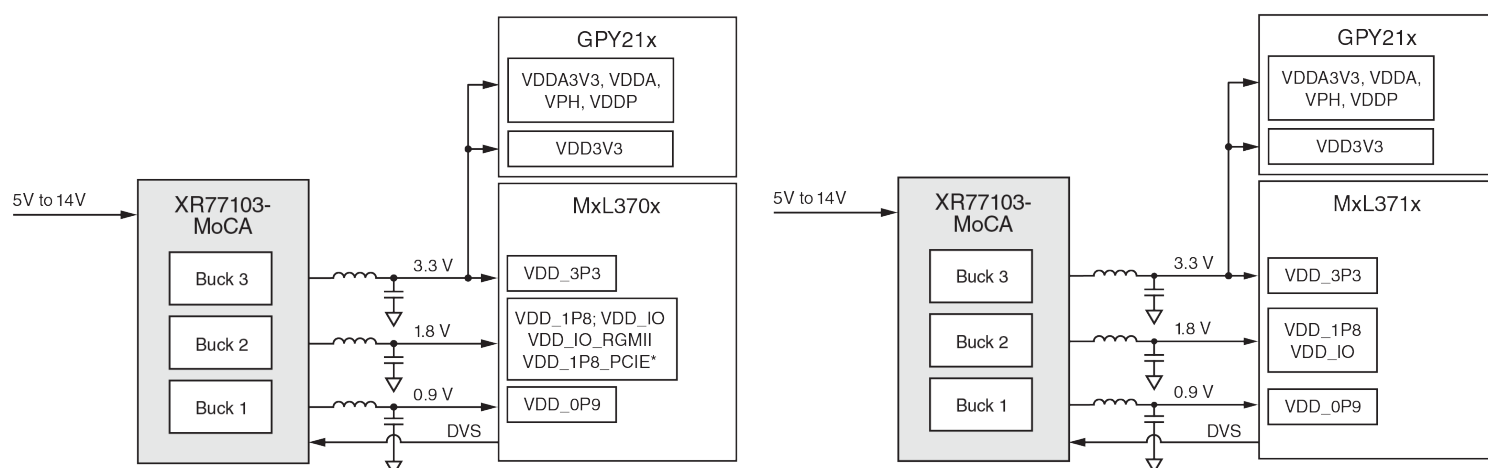 GPY21x
VDDA3V3, VDDA,
VPH, VDDP
VDD3V3
5V to 14V
XR77103-
MoCA
MxL370x
Buck 3
3.3 V
VDD_3P3
Buck 2
1.8 V
VDD_1P8; VDD_IO
VDD_IO_RGMII
VDD_1P8_PCIE*
Buck 1
0.9 V
VDD_0P9
DVS
GPY21x
VDDA3V3, VDDA,
VPH, VDDP
VDD3V3
5V to 14V
XR77103-
MoCA
MxL371x
Buck 3
3.3 V
VDD_3P3
Buck 2
1.8 V
VDD_1P8
VDD_IO
Buck 1
0.9 V
VDD_0P9
DVS